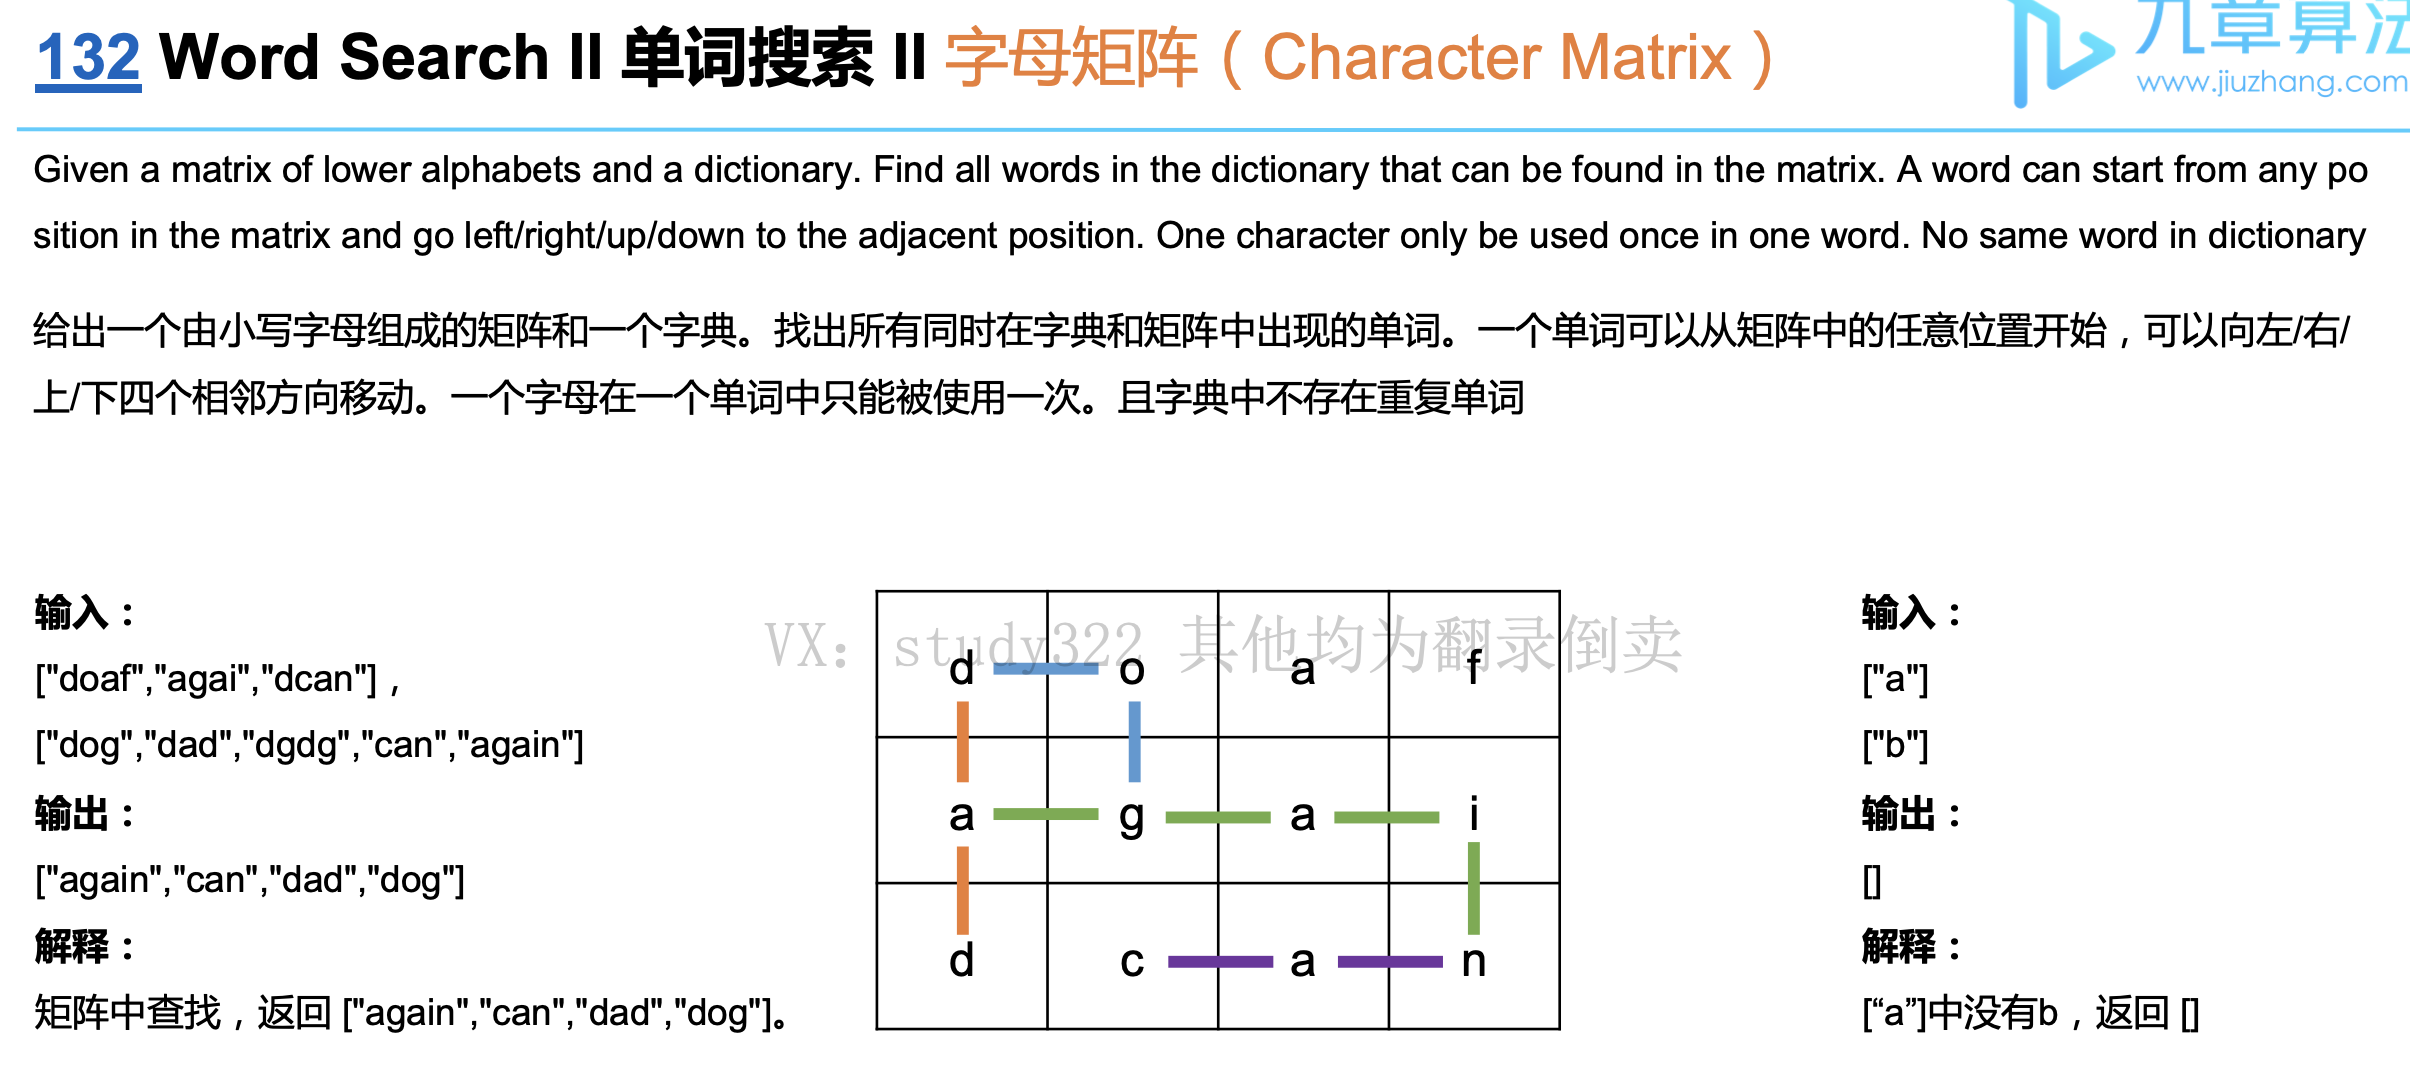 132 Word Search II 单词搜索 II 字母矩阵（Character Matrix）
九章算法
www.jiuzhang.com
Given a matrix of lower alphabets and a dictionary. Find all words in the dictionary that can be found in the matrix. A word can start from any po
sition in the matrix and go left/right/up/down to the adjacent position. One character only be used once in one word. No same word in dictionary
给出一个由小写字母组成的矩阵和一个字典。找出所有同时在字典和矩阵中出现的单词。一个单词可以从矩阵中的任意位置开始，可以向左/右/
上/下四个相邻方向移动。一个字母在一个单词中只能被使用一次。且字典中不存在重复单词
输入：
["doaf","agai","dcan"]，
["dog","dad","dgdg","can","again"]
输出：
["again","can","dad","dog"]
解释：
矩阵中查找，返回 ["again","can","dad","dog"]。
VX: study322 其他均为翻录倒卖
d o a f
a g a i
d c a n
输入：
["a"]
["b"]
输出：
[]
解释：
[“a”]中没有b，返回 []